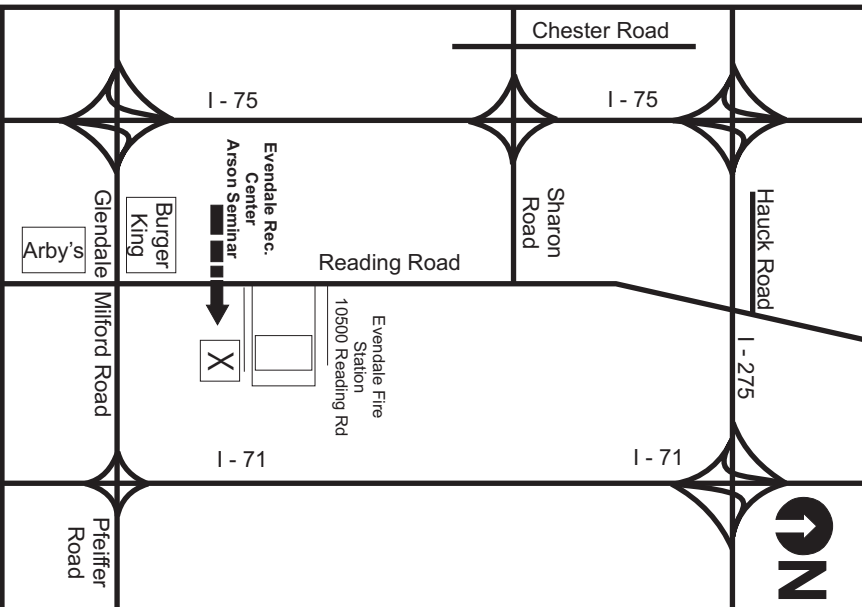 Chester Road
I - 75
I - 75
Evendale Rec.
Center
Arson Seminar
Sharon
Road
Hauck Road
Burger
King
Arby's
Glendale Milford Road
Reading Road
Evendale Fire
Station
10500 Reading Rd
X
I - 275
I - 71
I - 71
Pfeiffer
Road
N